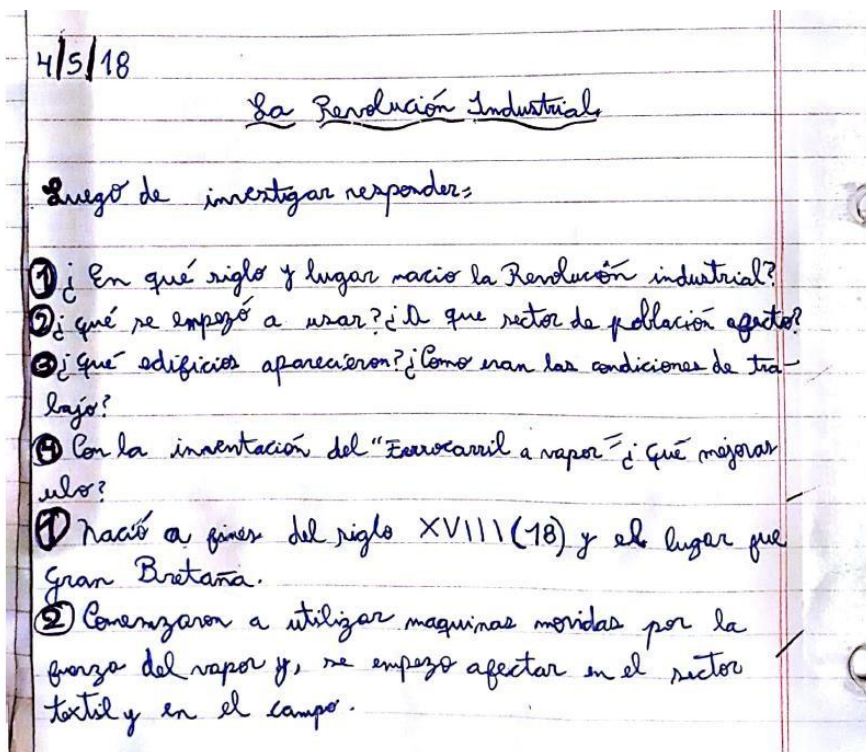 4/5/18
La Revolución Industrial.
Luego de investigar responder:
① ¿En qué siglo y lugar nacio la Revolución industrial?
② ¿qué se empezó a usar? ¿A que sector de población afecto?
③ ¿Qué edificios aparecieron? ¿Como eran las condiciones de tra-
bajo?
④ Con la inventación del "Ferrocarril a vapor" ¿Qué mejoras
ubo?
① nació a fines del siglo XVIII (18) y el lugar fue
Gran Bretaña.
② Comenzaron a utilizar maquinas movidas por la
fuerza del vapor y, se empezo afectar en el sector
textil y en el campo.